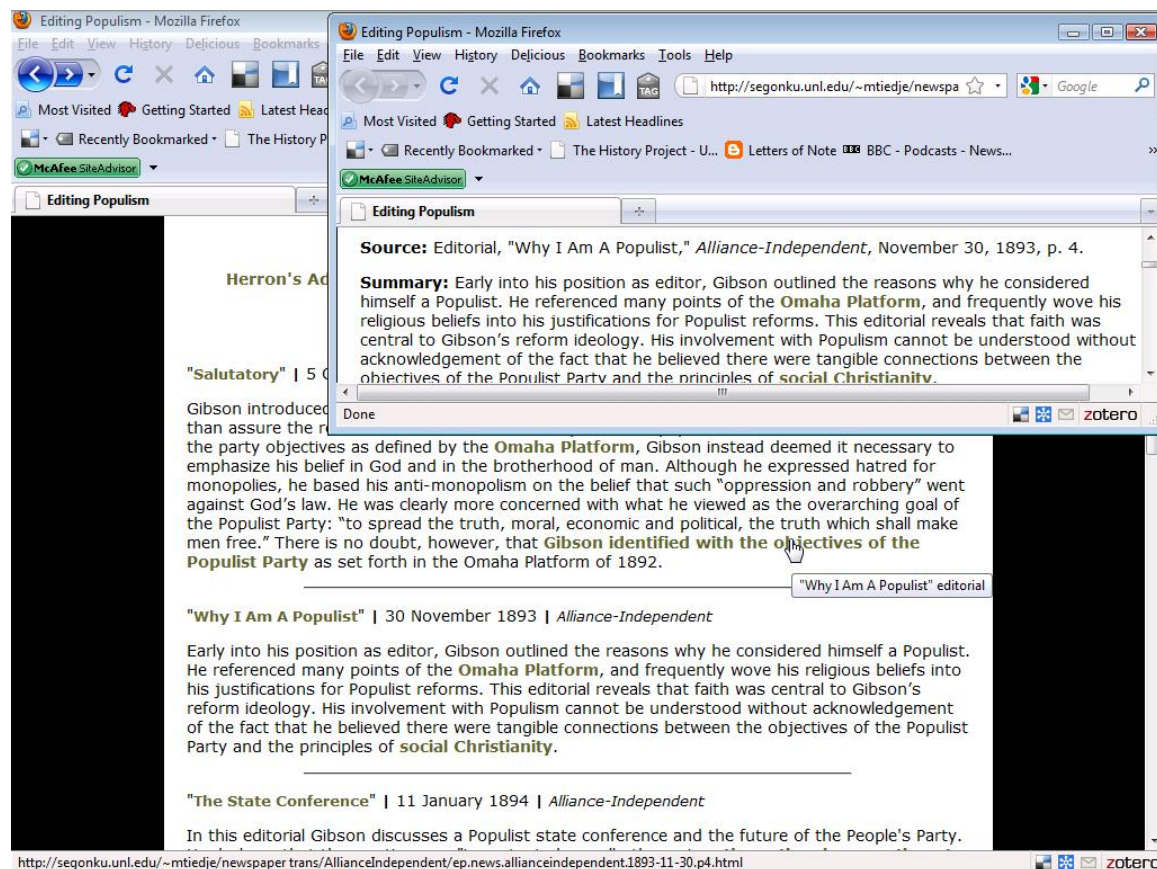 Editing Populism - Mozilla Firefox
File Edit View History Delicious Bookmarks
TAG
Most Visited Getting Started Latest Head
Recently Bookmarked The History P
McAfee SiteAdvisor
Editing Populism
Herron's Ad
"Salutatory" | 5
Gibson introduced
than assure the
the party objectives as defined by the Omaha Platform, Gibson instead deemed it necessary to
emphasize his belief in God and in the brotherhood of man. Although he expressed hatred for
monopolies, he based his anti-monopolism on the belief that such "oppression and robbery" went
against God's law. He was clearly more concerned with what he viewed as the overarching goal of
the Populist Party: "to spread the truth, moral, economic and political, the truth which shall make
men free." There is no doubt, however, that Gibson identified with the objectives of the
Populist Party as set forth in the Omaha Platform of 1892.
"Why I Am A Populist" editorial
"Why I Am A Populist" | 30 November 1893 | Alliance-Independent
Early into his position as editor, Gibson outlined the reasons why he considered himself a Populist.
He referenced many points of the Omaha Platform, and frequently wove his religious beliefs into
his justifications for Populist reforms. This editorial reveals that faith was central to Gibson's
reform ideology. His involvement with Populism cannot be understood without acknowledgement
of the fact that he believed there were tangible connections between the objectives of the Populist
Party and the principles of social Christianity.
"The State Conference" | 11 January 1894 | Alliance-Independent
In this editorial Gibson discusses a Populist state conference and the future of the People's Party.
http://segonku.unl.edu/~mtiedje/newspaper trans/AllianceIndependent/ep.news.allianceindependent.1893-11-30.p4.html
zotero
Editing Populism - Mozilla Firefox
File Edit View History Delicious Bookmarks Tools Help
TAG
http://segonku.unl.edu/~mtiedje/newspa
Google
Most Visited Getting Started Latest Headlines
Recently Bookmarked The History Project - U... Letters of Note BBC BBC - Podcasts - News...
McAfee SiteAdvisor
Editing Populism
Source: Editorial, "Why I Am A Populist," Alliance-Independent, November 30, 1893, p. 4.
Summary: Early into his position as editor, Gibson outlined the reasons why he considered
himself a Populist. He referenced many points of the Omaha Platform, and frequently wove his
religious beliefs into his justifications for Populist reforms. This editorial reveals that faith was
central to Gibson's reform ideology. His involvement with Populism cannot be understood without
acknowledgement of the fact that he believed there were tangible connections between the
objectives of the Populist Party and the principles of social Christianity.
Done
zotero